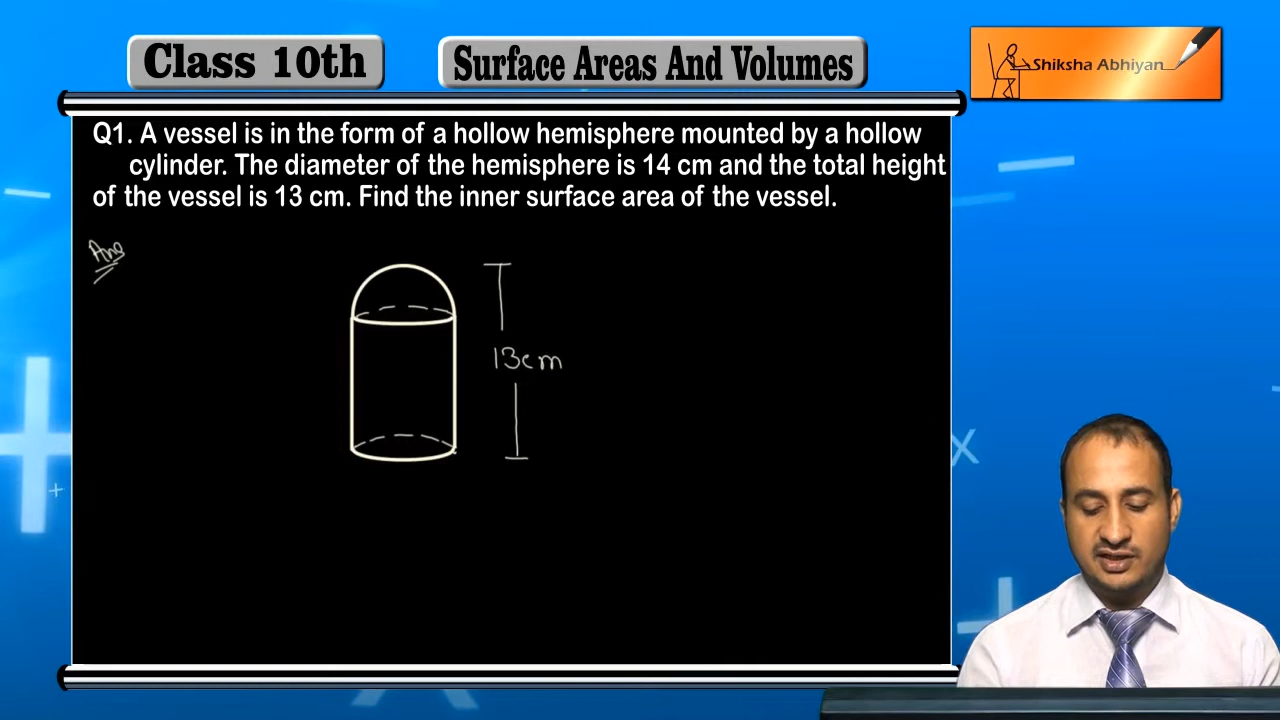 Class 10th
Surface Areas And Volumes
Shiksha Abhiyan
Q1. A vessel is in the form of a hollow hemisphere mounted by a hollow
cylinder. The diameter of the hemisphere is 14 cm and the total height
of the vessel is 13 cm. Find the inner surface area of the vessel.
Ans
13cm